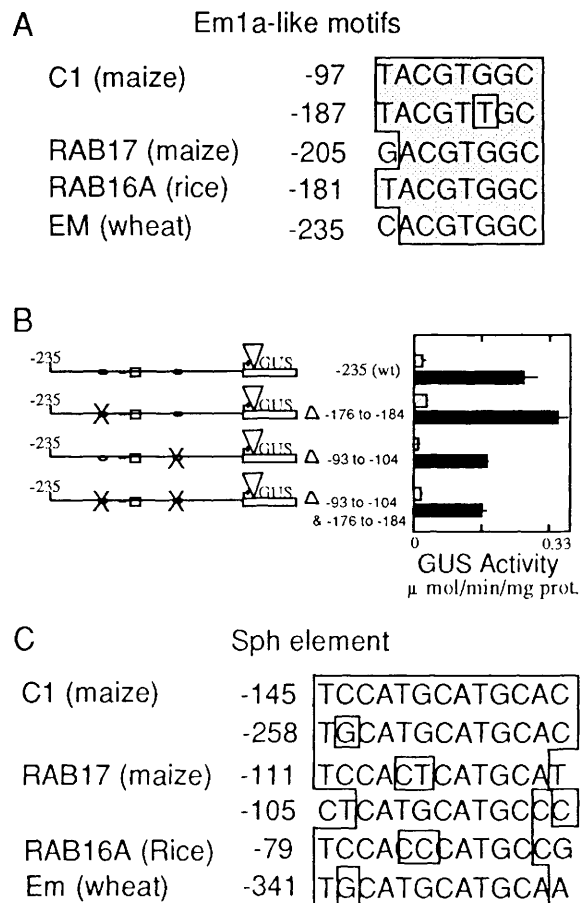 A Em1a-like motifs
C1 (maize) -97 TACGTGGC
-187 TACGTTGC
RAB17 (maize) -205 GACGTGGC
RAB16A (rice) -181 TACGTGGC
EM (wheat) -235 CACGTGGC
B
-235 GUS -235 (wt)
-235 GUS Δ -176 to -184
-235 GUS Δ -93 to -104
-235 GUS Δ -93 to -104
& -176 to -184
0 0.33
GUS Activity
μ mol/min/mg prot.
C Sph element
C1 (maize) -145 TCCATGCATGCAC
-258 TGCATGCATGCAC
RAB17 (maize) -111 TCCACTCATGCAT
-105 CTCATGCATGCCC
RAB16A (Rice) -79 TCCACCCATGCCG
Em (wheat) -341 TGCATGCATGCAA